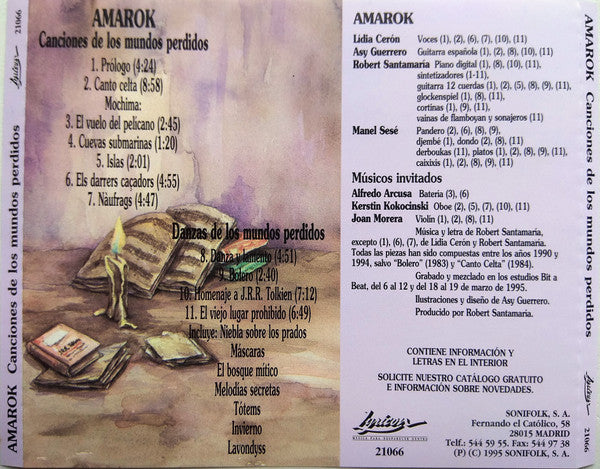 AMAROK Canciones de los mundos perdidos
21066
AMAROK
Canciones de los mundos perdidos
1. Prólogo (4:24)
2. Canto celta (8:58)
Mochima:
3. El vuelo del pelícano (2:45)
4. Cuevas submarinas (1:20)
5. Islas (2:01)
6. Els darrers caçadors (4:55)
7. Nàufrags (4:47)
Danzas de los mundos perdidos
8. Danza y lamento (4:51)
9. Bolero (2:40)
10. Homenaje a J.R.R. Tolkien (7:12)
11. El viejo lugar prohibido (6:49)
Incluye: Niebla sobre los prados
Máscaras
El bosque mítico
Melodías secretas
Tótems
Invierno
Lavondyss
AMAROK
Lídia Cerón Voces (1), (2), (6), (7), (10), (11)
Asy Guerrero Guitarra española (1), (2), (8), (10), (11)
Robert Santamaría Piano digital (1), (8), (10), (11),
sintetizadores (1-11),
guitarra 12 cuerdas (1), (2), (5), (8), (9), (11),
glockenspiel (1), (8), (11),
cortinas (1), (9), (11),
vainas de flamboyan y sonajeros (11)
Manel Sesé Pandero (2), (6), (8), (9),
djembé (1), dondo (2), (8), (11),
derboukas (11), platos (1), (2), (8), (9), (11),
caixixis (1), (2), (8), (9), (11)
Músicos invitados
Alfredo Arcusa Batería (3), (6)
Kerstin Kokocinski Oboe (2), (5), (7), (10), (11)
Joan Morera Violín (1), (2), (8), (11)
Música y letra de Robert Santamaría,
excepto (1), (6), (7), de Lídia Cerón y Robert Santamaría.
Todas las piezas han sido compuestas entre los años 1990 y
1994, salvo "Bolero" (1983) y "Canto Celta" (1984).
Grabado y mezclado en los estudios Bit a
Beat, del 6 al 12 y del 18 al 19 de marzo de 1995.
Ilustraciones y diseño de Asy Guerrero.
Producido por Robert Santamaría.
CONTIENE INFORMACIÓN Y
LETRAS EN EL INTERIOR
SOLICITE NUESTRO CATÁLOGO GRATUITO
E INFORMACIÓN SOBRE NOVEDADES.
Lyricon
MÚSICA PARA DESPERTAR DENTRO
21066
SONIFOLK, S. A.
Fernando el Católico, 58
28015 MADRID
Telf.: 544 59 55. Fax: 544 97 38
(P) (C) 1995 SONIFOLK, S. A.
AMAROK Canciones de los mundos perdidos
Lyricon
21066